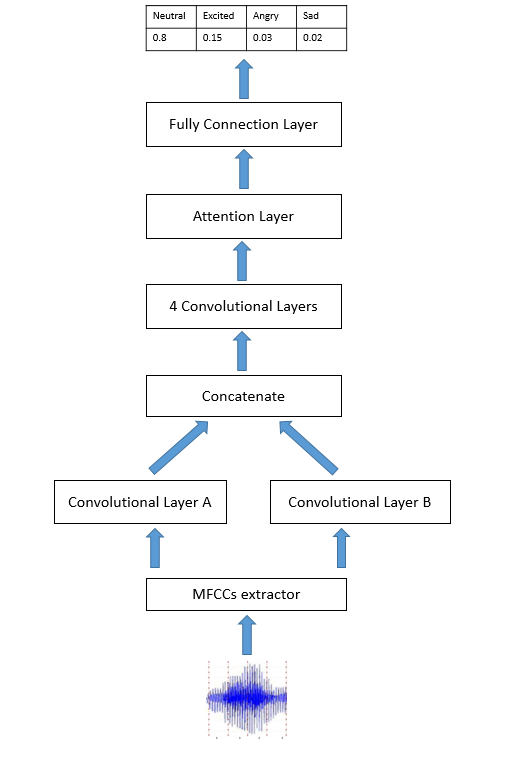 Neutral Excited Angry Sad
0.8 0.15 0.03 0.02
Fully Connection Layer
Attention Layer
4 Convolutional Layers
Concatenate
Convolutional Layer A Convolutional Layer B
MFCCs extractor